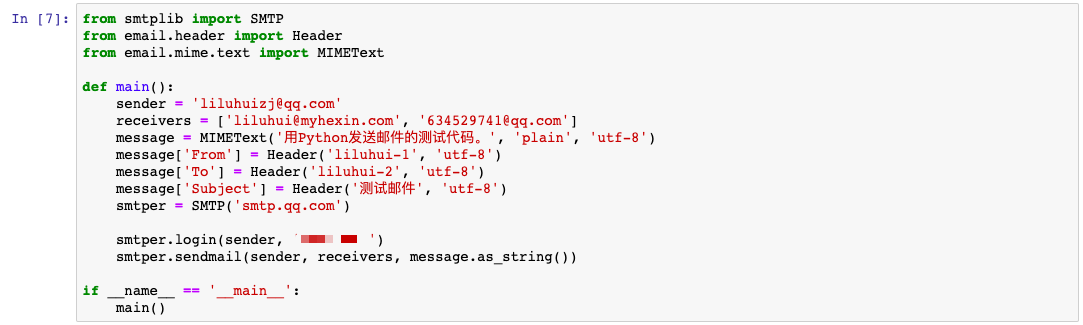 In [7]:
from smtplib import SMTP
from email.header import Header
from email.mime.text import MIMEText
def main():
    sender = 'liluhuizj@qq.com'
    receivers = ['liluhui@myhexin.com', '634529741@qq.com']
    message = MIMEText('用Python发送邮件的测试代码。', 'plain', 'utf-8')
    message['From'] = Header('liluhui-1', 'utf-8')
    message['To'] = Header('liluhui-2', 'utf-8')
    message['Subject'] = Header('测试邮件', 'utf-8')
    smtper = SMTP('smtp.qq.com')
    smtper.login(sender, ' ')
    smtper.sendmail(sender, receivers, message.as_string())
if __name__ == '__main__':
    main()